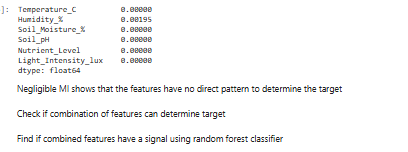 ]: Temperature_C 0.00000
Humidity_% 0.00195
Soil_Moisture_% 0.00000
Soil_pH 0.00000
Nutrient_Level 0.00000
Light_Intensity_lux 0.00000
dtype: float64
Negligible MI shows that the features have no direct pattern to determine the target
Check if combination of features can determine target
Find if combined features have a signal using random forest classifier